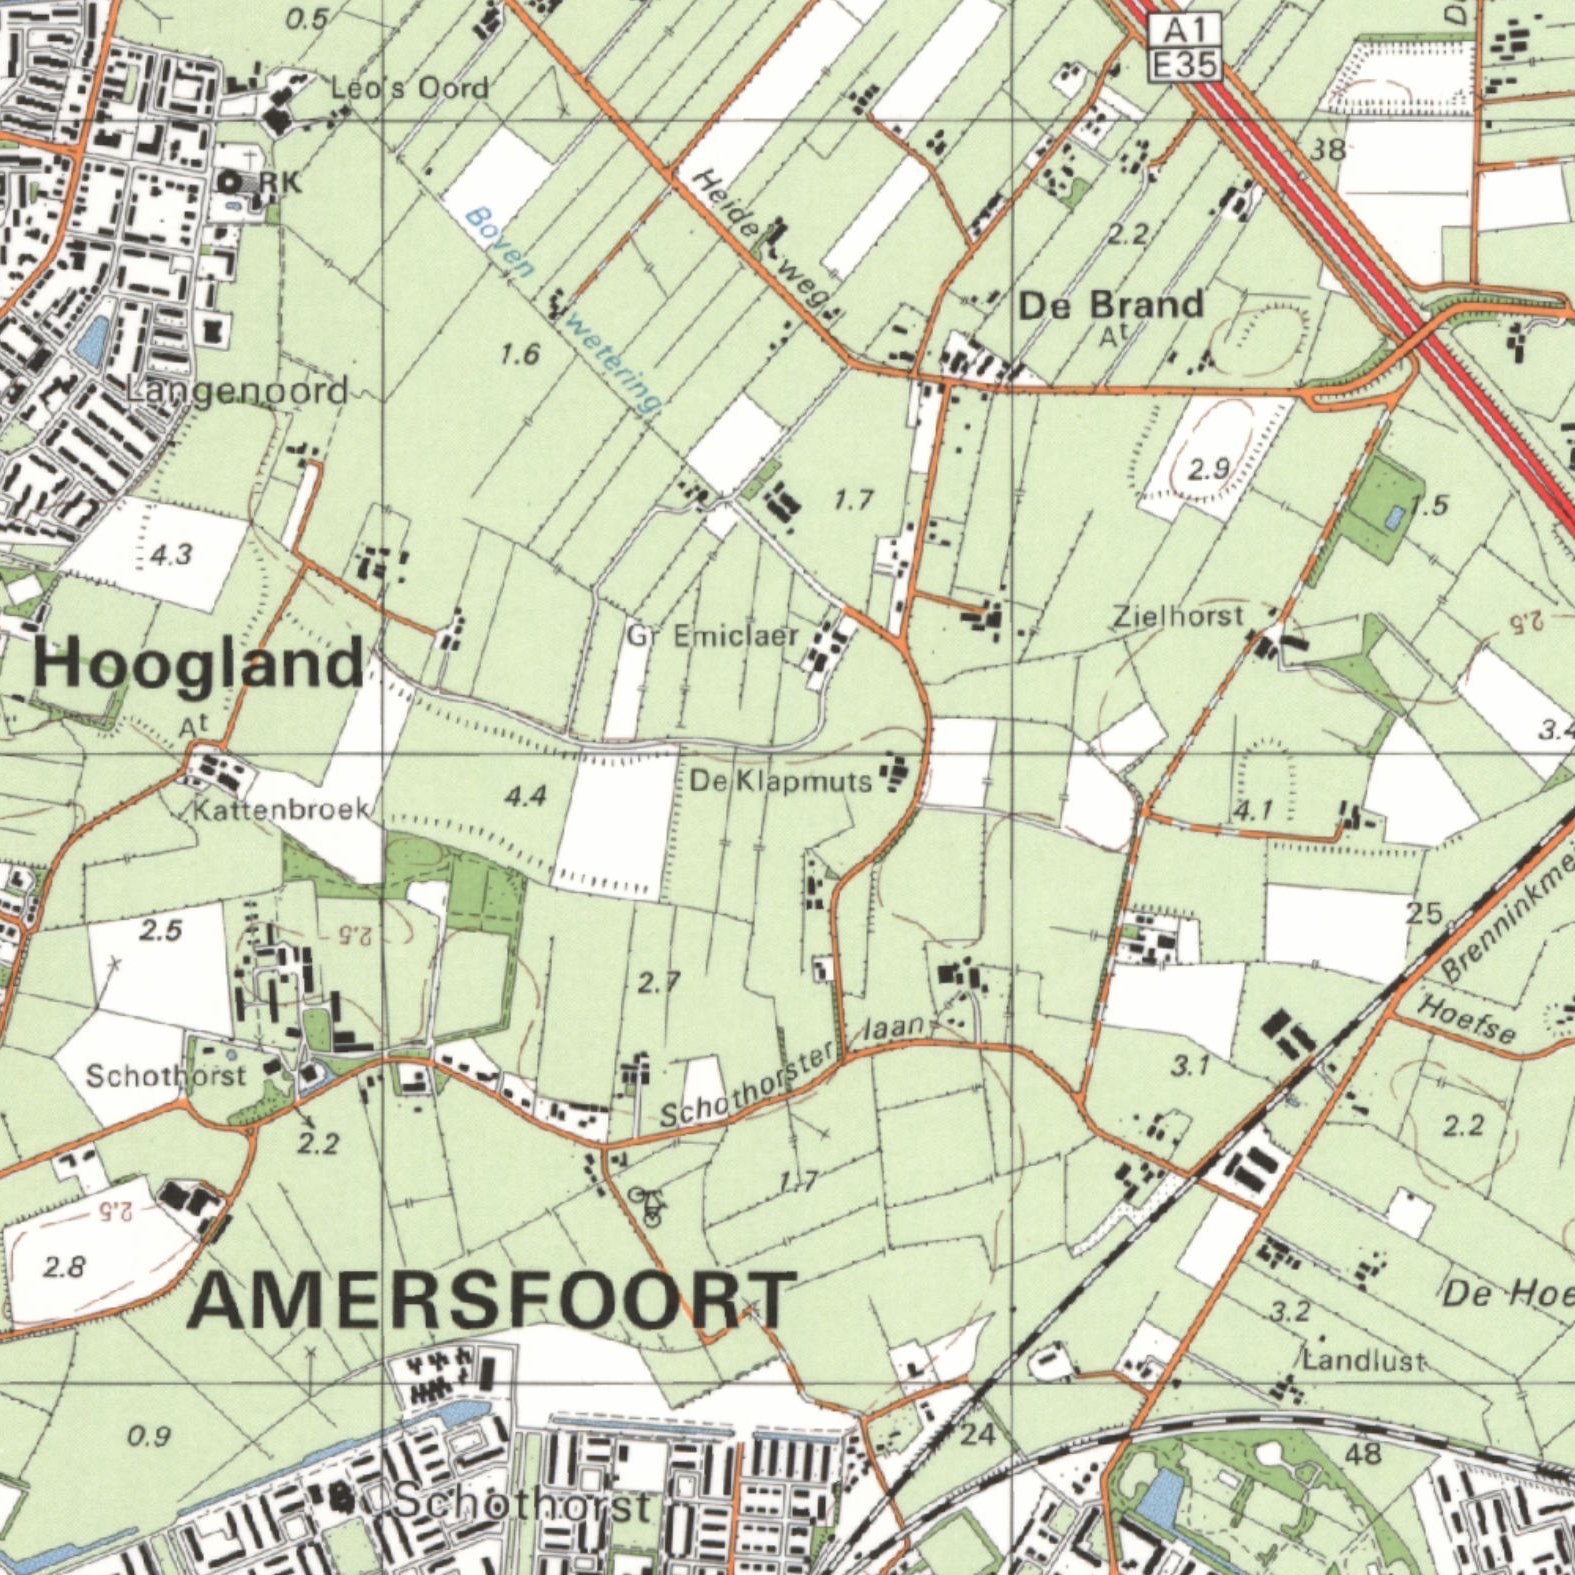 0.5
A1
E35
Leo's Oord
38
RK
Heide weg
Boven wetering
2.2
De Brand
At
1.6
Langenoord
2.9
1.7
1.5
4.3
Zielhorst
2.5
Gr Emiclaer
Hoogland
At
3.4
De Klapmuts
4.4
Kattenbroek
4.1
25
2.5
2.5
Brenninkme
2.7
Hoefse
Schothorster laan
3.1
Schothorst
2.2
2.2
1.7
2.5
2.8
AMERSFOORT
De Hoe
3.2
Landlust
0.9
24
48
Schothorst